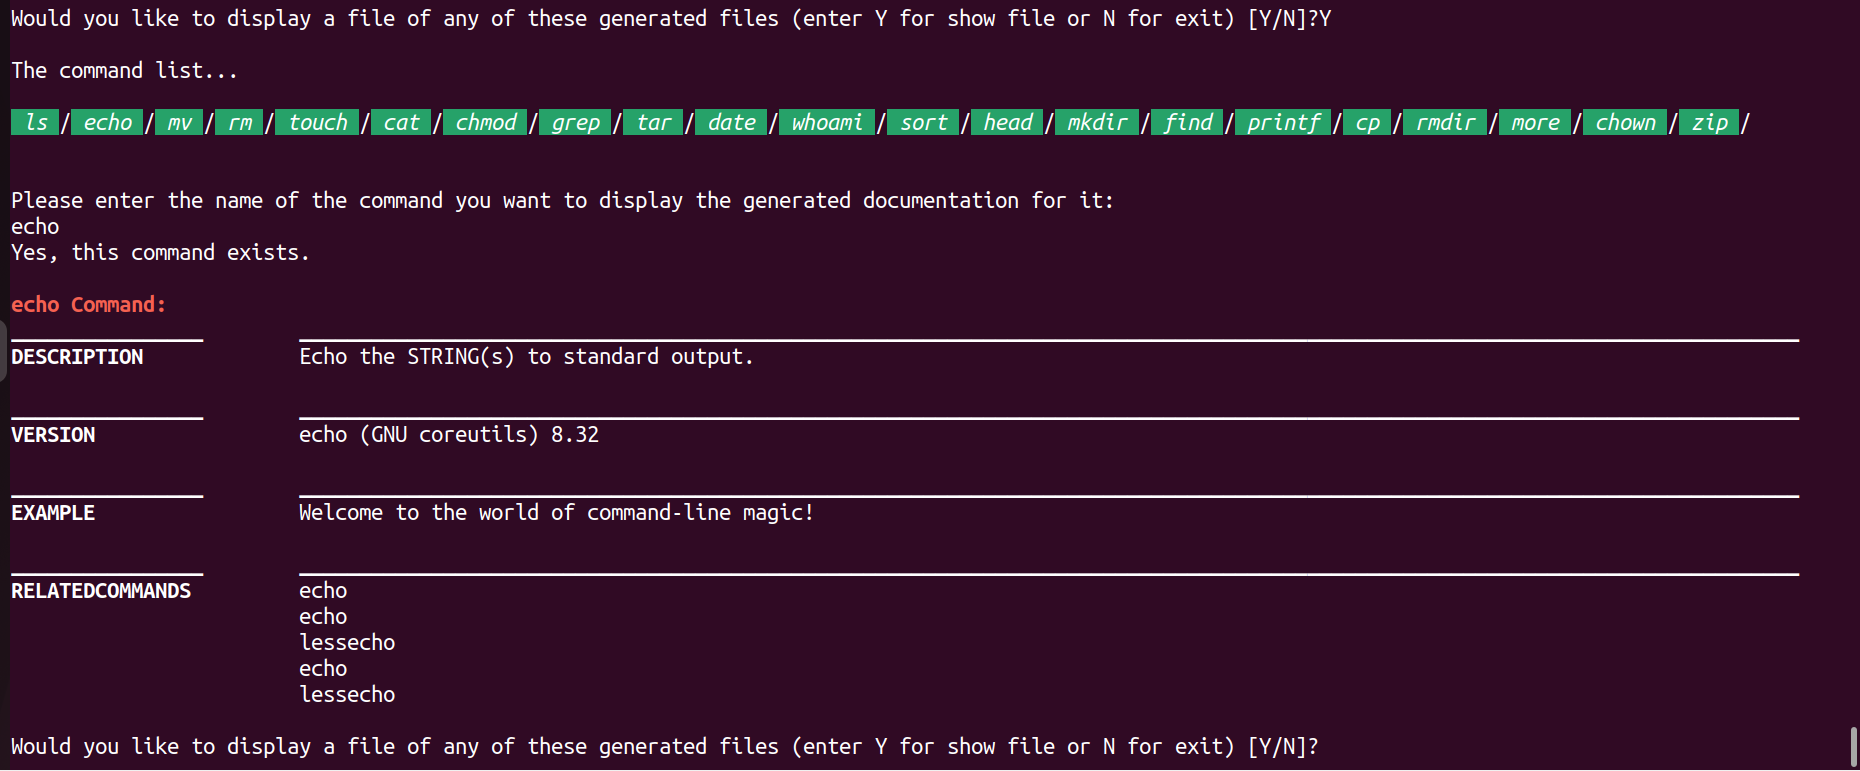 Would you like to display a file of any of these generated files (enter Y for show file or N for exit) [Y/N]?Y
The command list...
ls / echo / mv / rm / touch / cat / chmod / grep / tar / date / whoami / sort / head / mkdir / find / printf / cp / rmdir / more / chown / zip /
Please enter the name of the command you want to display the generated documentation for it:
echo
Yes, this command exists.
echo Command:
DESCRIPTION Echo the STRING(s) to standard output.
VERSION echo (GNU coreutils) 8.32
EXAMPLE Welcome to the world of command-line magic!
RELATEDCOMMANDS echo
echo
lessecho
echo
lessecho
Would you like to display a file of any of these generated files (enter Y for show file or N for exit) [Y/N]?